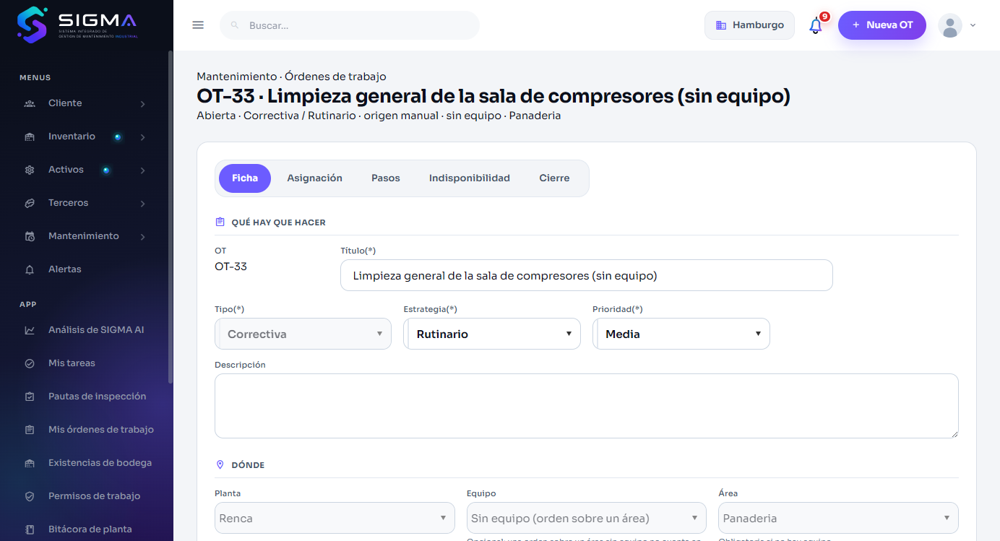 SIGMA
SISTEMA INTEGRADO DE
GESTIÓN DE MANTENIMIENTO INDUSTRIAL
Buscar...
Hamburgo
9
+ Nueva OT
MENUS
Cliente
Inventario
Activos
Terceros
Mantenimiento
Alertas
APP
Análisis de SIGMA AI
Mis tareas
Pautas de inspección
Mis órdenes de trabajo
Existencias de bodega
Permisos de trabajo
Bitácora de planta
Mantenimiento · Órdenes de trabajo
OT-33 · Limpieza general de la sala de compresores (sin equipo)
Abierta · Correctiva / Rutinario · origen manual · sin equipo · Panaderia
Ficha Asignación Pasos Indisponibilidad Cierre
QUÉ HAY QUE HACER
OT Título(*)
OT-33 Limpieza general de la sala de compresores (sin equipo)
Tipo(*) Estrategia(*) Prioridad(*)
Correctiva Rutinario Media
Descripción
DÓNDE
Planta Equipo Área
Renca Sin equipo (orden sobre un área) Panaderia